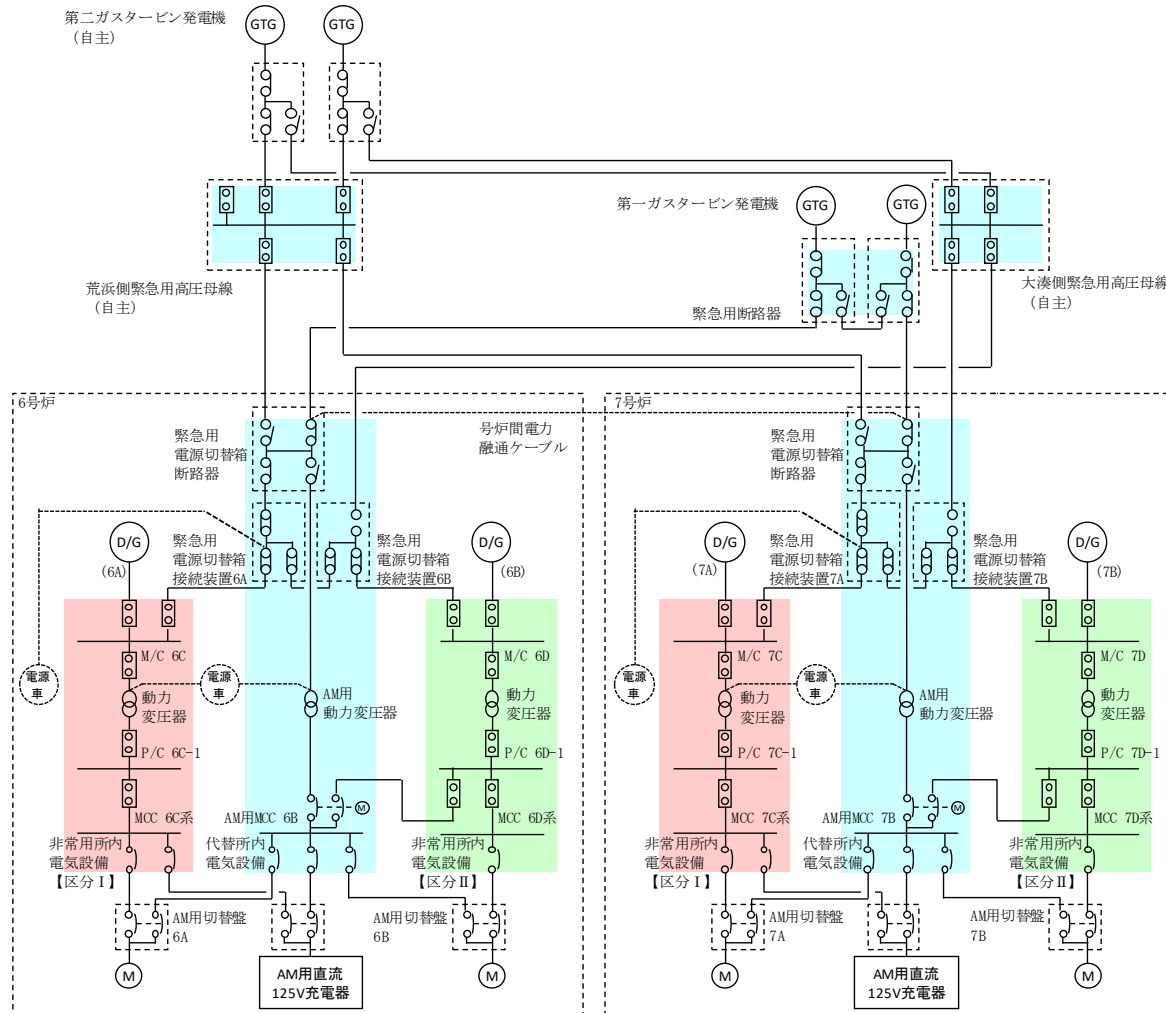 第二ガスタービン発電機
（自主）
GTG
GTG
第一ガスタービン発電機
GTG
GTG
荒浜側緊急用高圧母線
（自主）
緊急用断路器
大湊側緊急用高圧母線
（自主）
6号炉
緊急用
電源切替箱
断路器
号炉間電力
融通ケーブル
D/G
(6A)
緊急用
電源切替箱
接続装置6A
緊急用
電源切替箱
接続装置6B
D/G
(6B)
M/C 6C
M/C 6D
電源
車
動力
変圧器
電源
車
AM用
動力変圧器
動力
変圧器
P/C 6C-1
P/C 6D-1
M
MCC 6C系
AM用MCC 6B
MCC 6D系
非常用所内
電気設備
【区分Ⅰ】
代替所内
電気設備
非常用所内
電気設備
【区分Ⅱ】
AM用切替盤
6A
AM用切替盤
6B
M
AM用直流
125V充電器
M
7号炉
緊急用
電源切替箱
断路器
D/G
(7A)
緊急用
電源切替箱
接続装置7A
緊急用
電源切替箱
接続装置7B
D/G
(7B)
M/C 7C
M/C 7D
電源
車
動力
変圧器
電源
車
AM用
動力変圧器
動力
変圧器
P/C 7C-1
P/C 7D-1
M
MCC 7C系
AM用MCC 7B
MCC 7D系
非常用所内
電気設備
【区分Ⅰ】
代替所内
電気設備
非常用所内
電気設備
【区分Ⅱ】
AM用切替盤
7A
AM用切替盤
7B
M
AM用直流
125V充電器
M